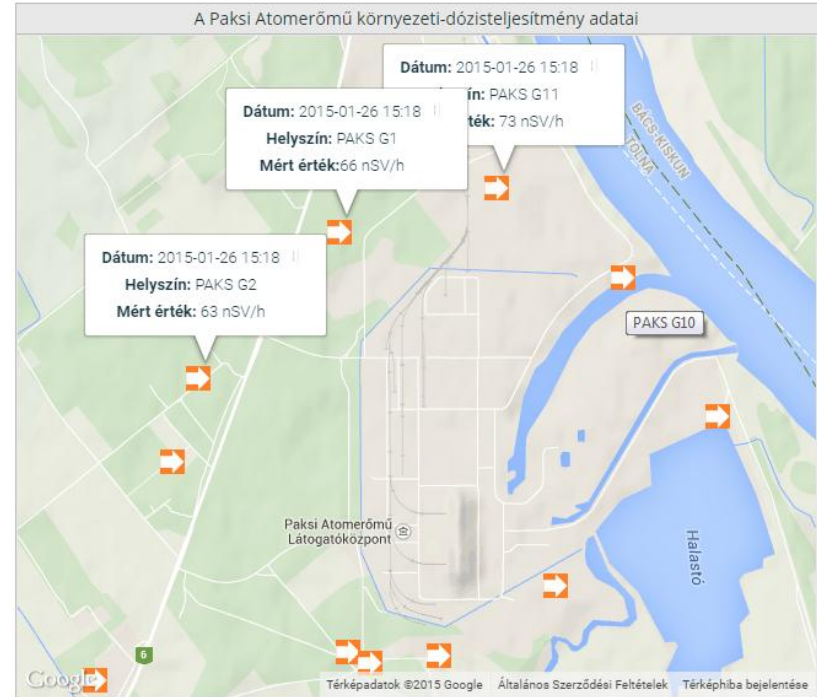 A Paksi Atomerőmű környezeti-dózisteljesítmény adatai
Dátum: 2015-01-26 15:18
ín: PAKS G11
ték: 73 nSV/h
Dátum: 2015-01-26 15:18
Helyszín: PAKS G1
Mért érték:66 nSV/h
BÁCS-KISKUN
TOLNA
Dátum: 2015-01-26 15:18
Helyszín: PAKS G2
Mért érték: 63 nSV/h
PAKS G10
Paksi Atomerőmű
Látogatóközpont
Halastó
6
Google
Térképadatok ©2015 Google
Általános Szerződési Feltételek
Térképhiba bejelentése